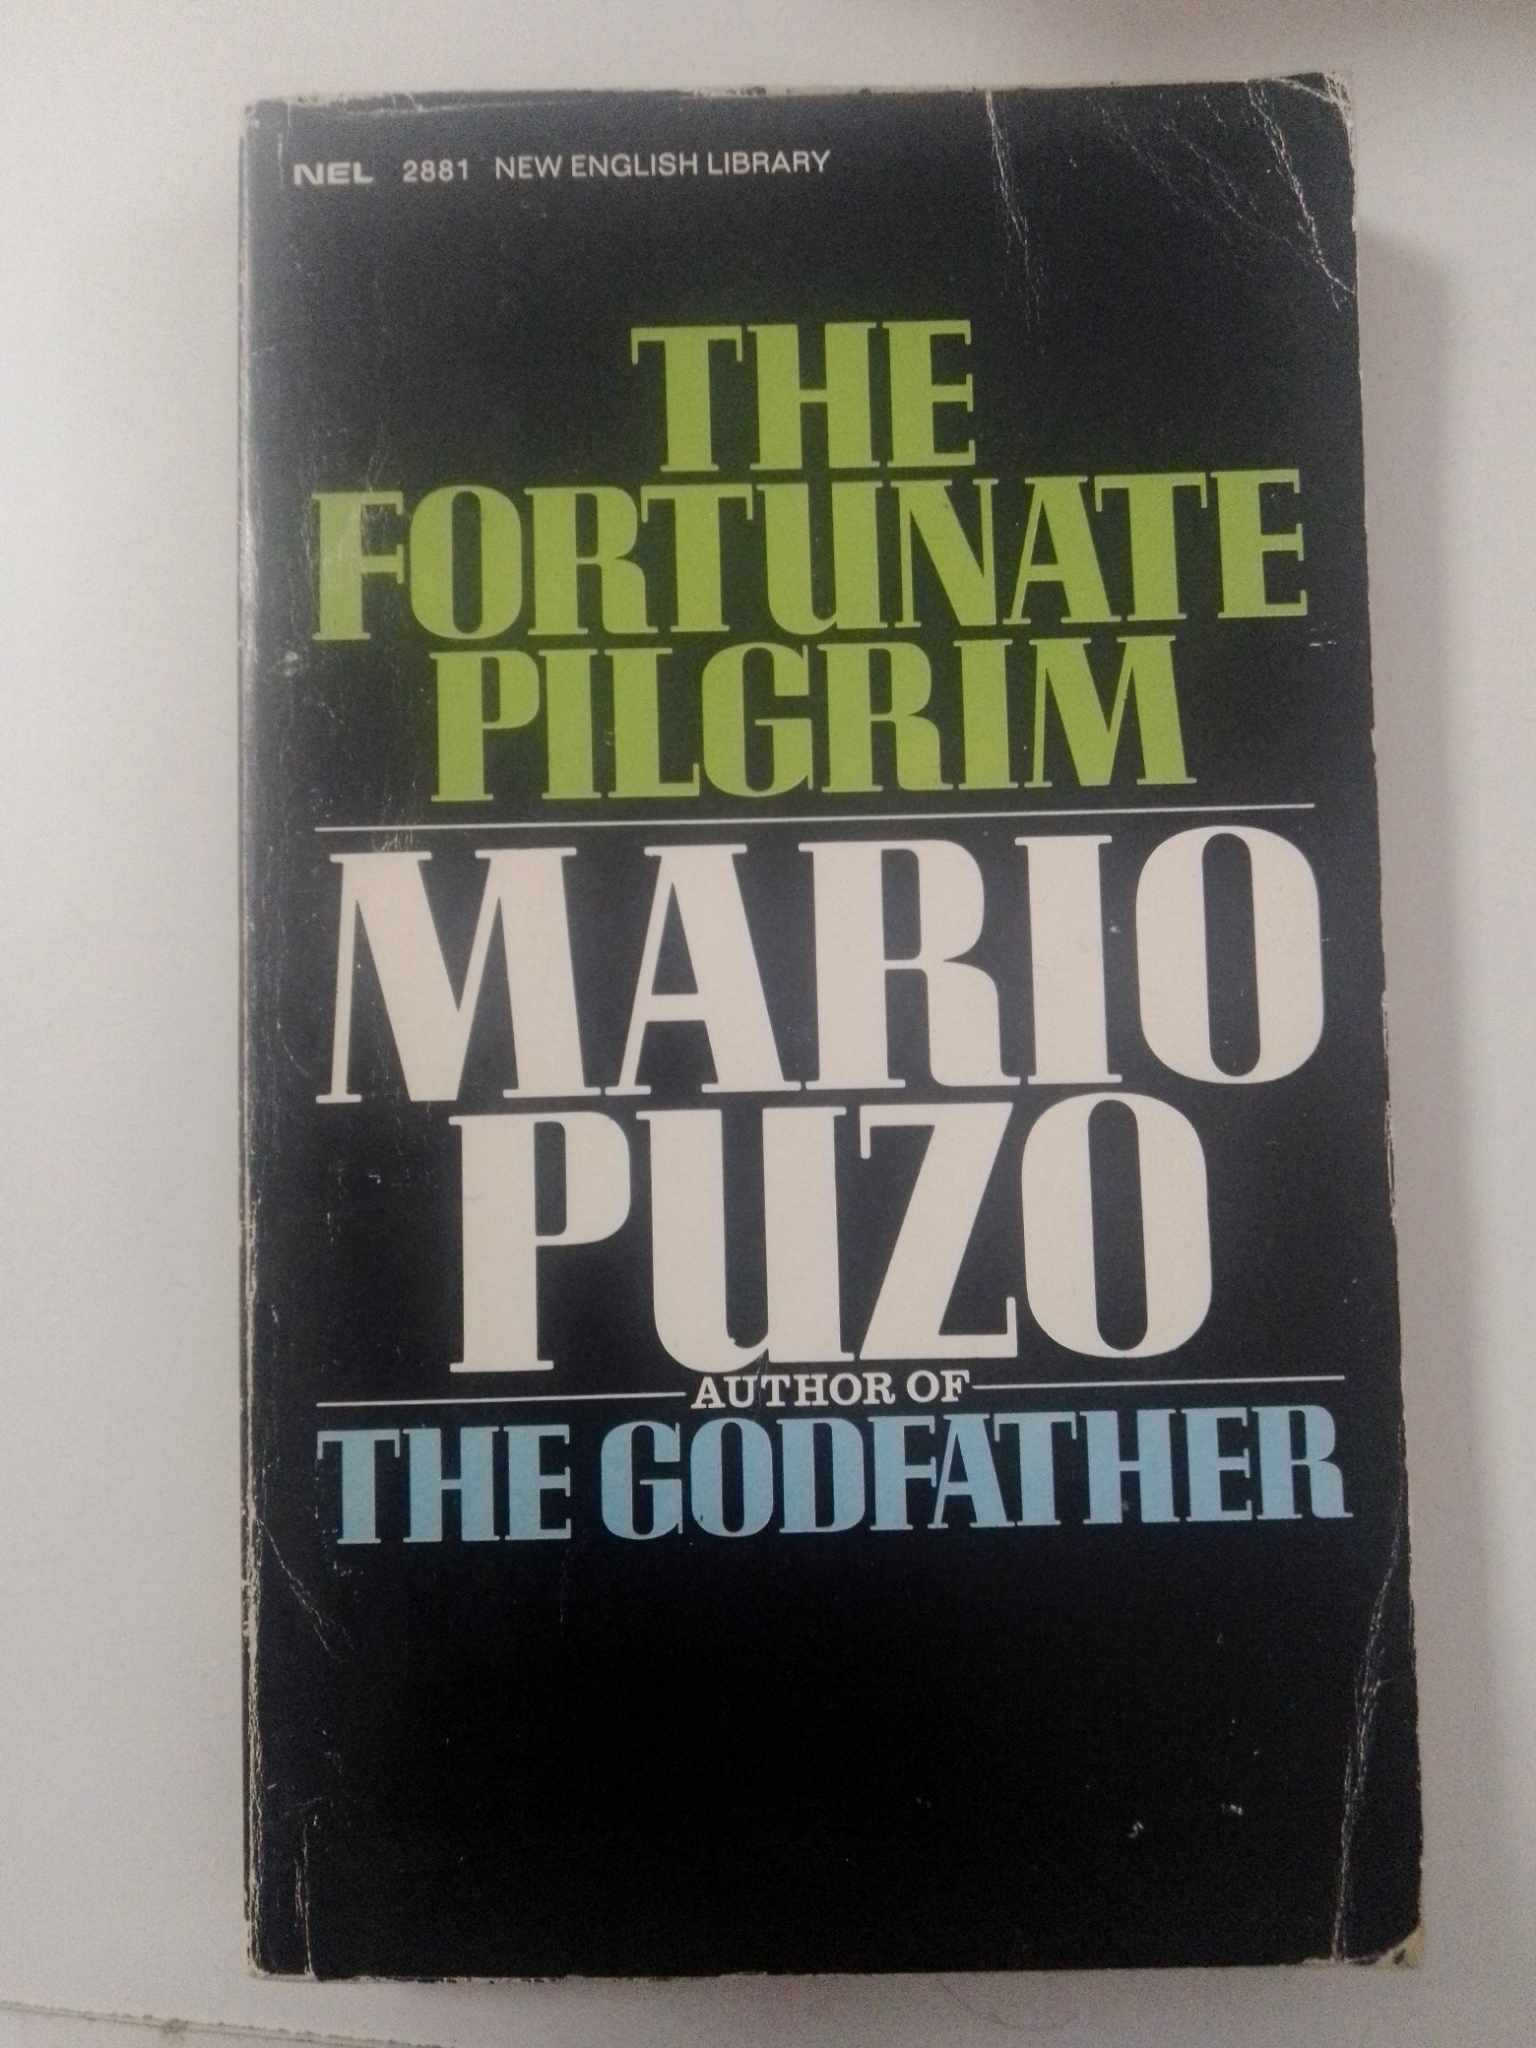 NEL 2881 NEW ENGLISH LIBRARY
THE
FORTUNATE
PILGRIM
MARIO
PUZO
AUTHOR OF
THE GODFATHER